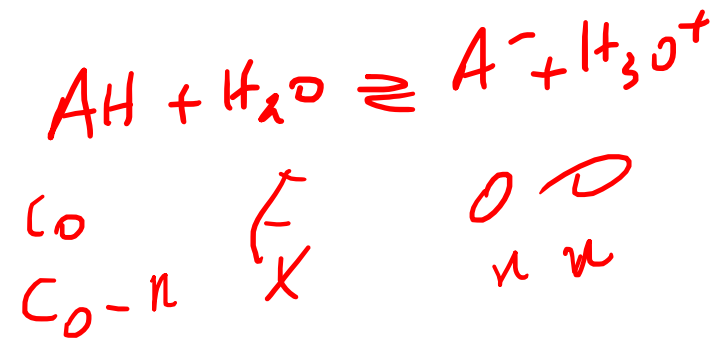 AH + H₂O ⇌ A⁻ + H₃O⁺
C₀ E 0 0
C₀ - x X x x